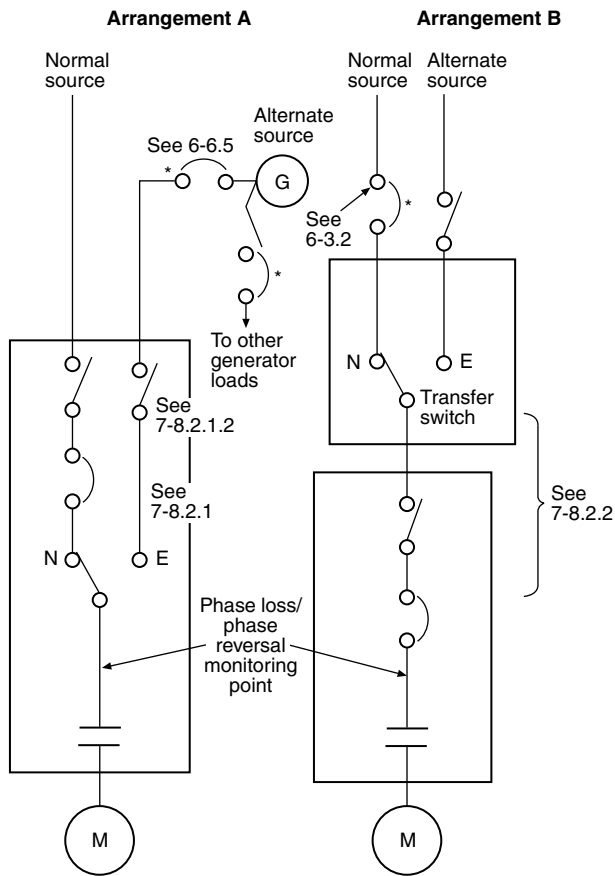 Arrangement A
Normal
source
See 6-6.5
*
Alternate
source
G
*
To other
generator
loads
See
7-8.2.1.2
See
7-8.2.1
N
E
Phase loss/
phase
reversal
monitoring
point
M
Arrangement B
Normal
source
Alternate
source
*
See
6-3.2
N
E
Transfer
switch
See
7-8.2.2
M